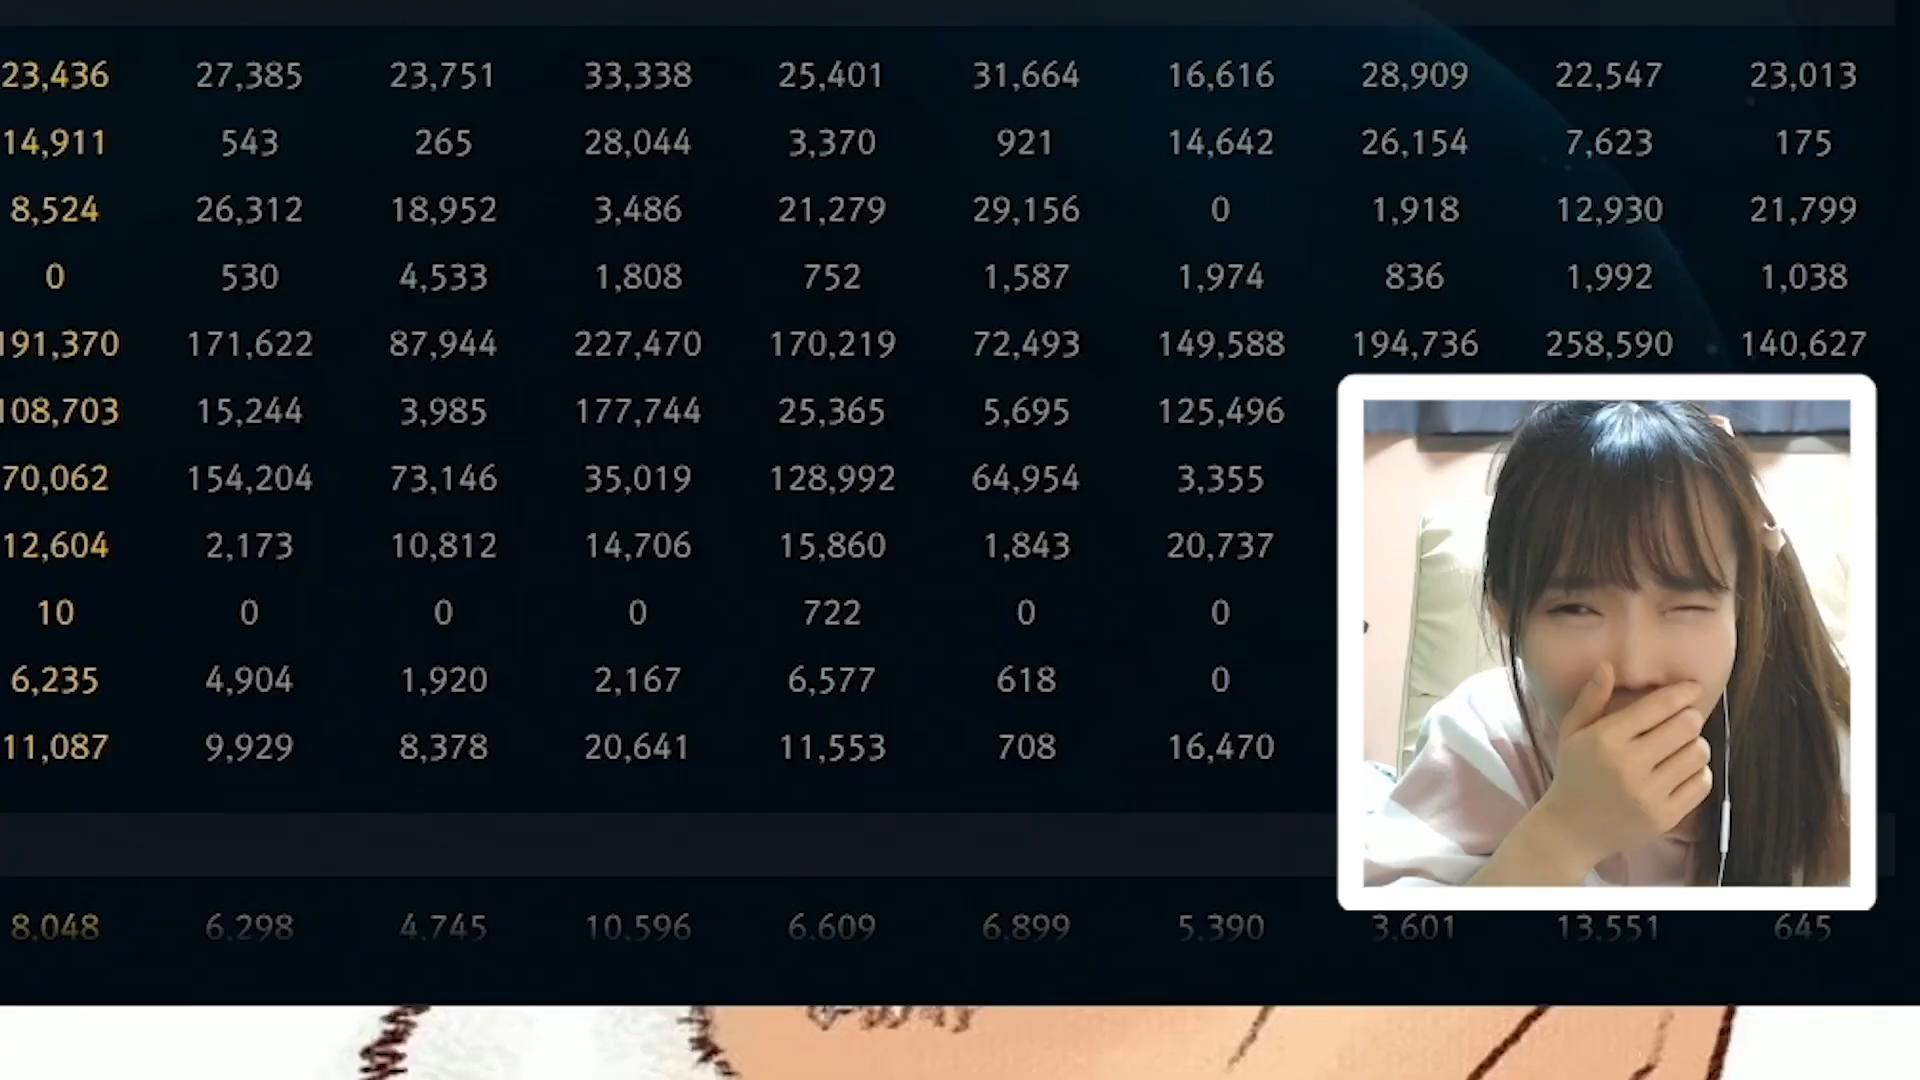 23,436 27,385 23,751 33,338 25,401 31,664 16,616 28,909 22,547 23,013
14,911 543 265 28,044 3,370 921 14,642 26,154 7,623 175
8,524 26,312 18,952 3,486 21,279 29,156 0 1,918 12,930 21,799
0 530 4,533 1,808 752 1,587 1,974 836 1,992 1,038
191,370 171,622 87,944 227,470 170,219 72,493 149,588 194,736 258,590 140,627
108,703 15,244 3,985 177,744 25,365 5,695 125,496
70,062 154,204 73,146 35,019 128,992 64,954 3,355
12,604 2,173 10,812 14,706 15,860 1,843 20,737
10 0 0 0 722 0 0
6,235 4,904 1,920 2,167 6,577 618 0
11,087 9,929 8,378 20,641 11,553 708 16,470
8,048 6,298 4,745 10,596 6,609 6,899 5,390 3,601 13,551 645